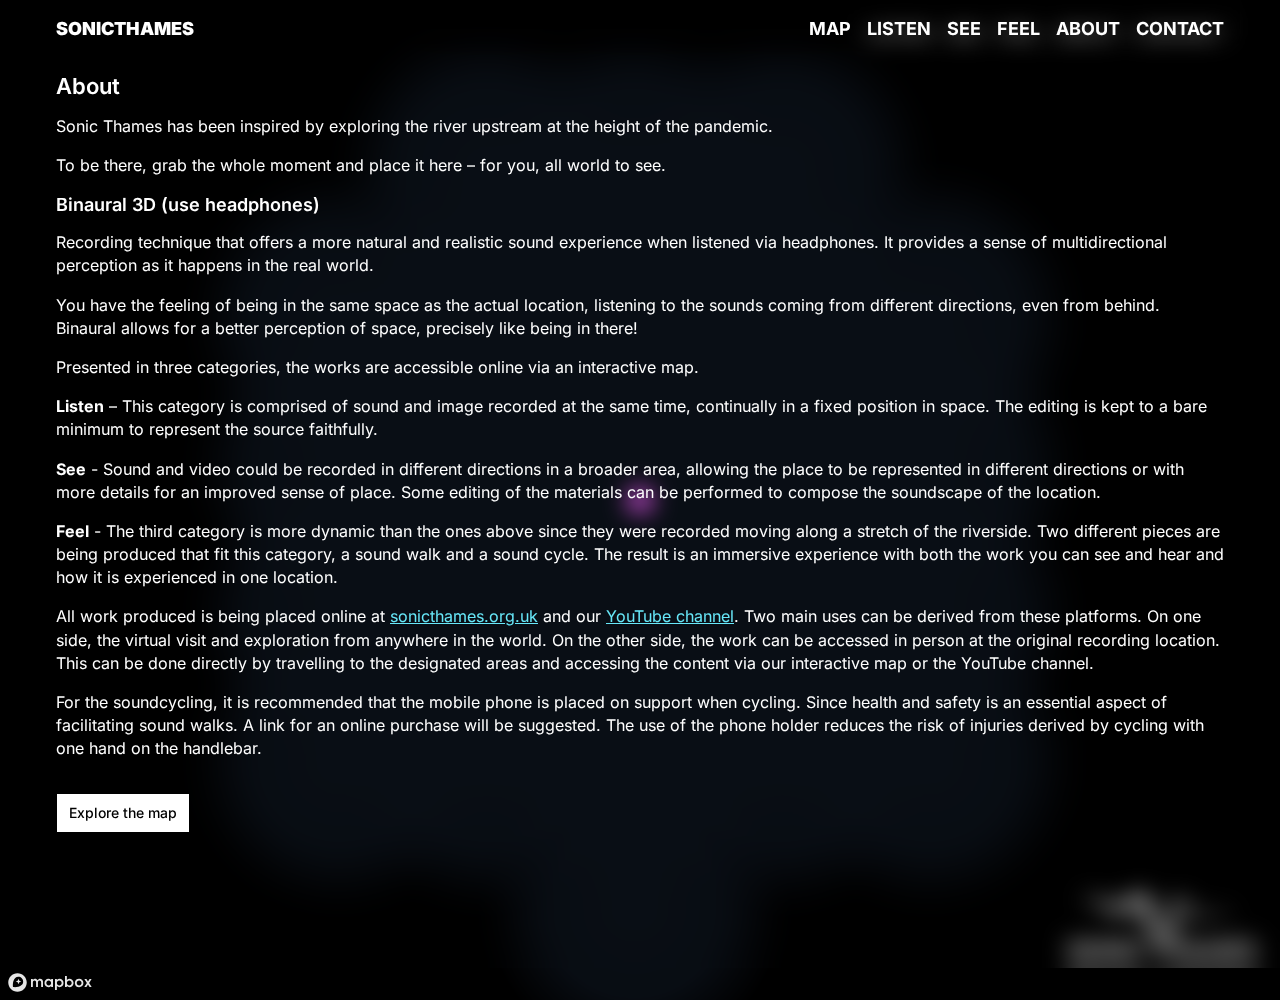 SONICTHAMES
MAP LISTEN SEE FEEL ABOUT CONTACT
About
Sonic Thames has been inspired by exploring the river upstream at the height of the pandemic.
To be there, grab the whole moment and place it here – for you, all world to see.
Binaural 3D (use headphones)
Recording technique that offers a more natural and realistic sound experience when listened via headphones. It provides a sense of multidirectional
perception as it happens in the real world.
You have the feeling of being in the same space as the actual location, listening to the sounds coming from different directions, even from behind.
Binaural allows for a better perception of space, precisely like being in there!
Presented in three categories, the works are accessible online via an interactive map.
Listen – This category is comprised of sound and image recorded at the same time, continually in a fixed position in space. The editing is kept to a bare
minimum to represent the source faithfully.
See - Sound and video could be recorded in different directions in a broader area, allowing the place to be represented in different directions or with
more details for an improved sense of place. Some editing of the materials can be performed to compose the soundscape of the location.
Feel - The third category is more dynamic than the ones above since they were recorded moving along a stretch of the riverside. Two different pieces are
being produced that fit this category, a sound walk and a sound cycle. The result is an immersive experience with both the work you can see and hear and
how it is experienced in one location.
All work produced is being placed online at sonicthames.org.uk and our YouTube channel. Two main uses can be derived from these platforms. On one
side, the virtual visit and exploration from anywhere in the world. On the other side, the work can be accessed in person at the original recording location.
This can be done directly by travelling to the designated areas and accessing the content via our interactive map or the YouTube channel.
For the soundcycling, it is recommended that the mobile phone is placed on support when cycling. Since health and safety is an essential aspect of
facilitating sound walks. A link for an online purchase will be suggested. The use of the phone holder reduces the risk of injuries derived by cycling with
one hand on the handlebar.
Explore the map
mapbox